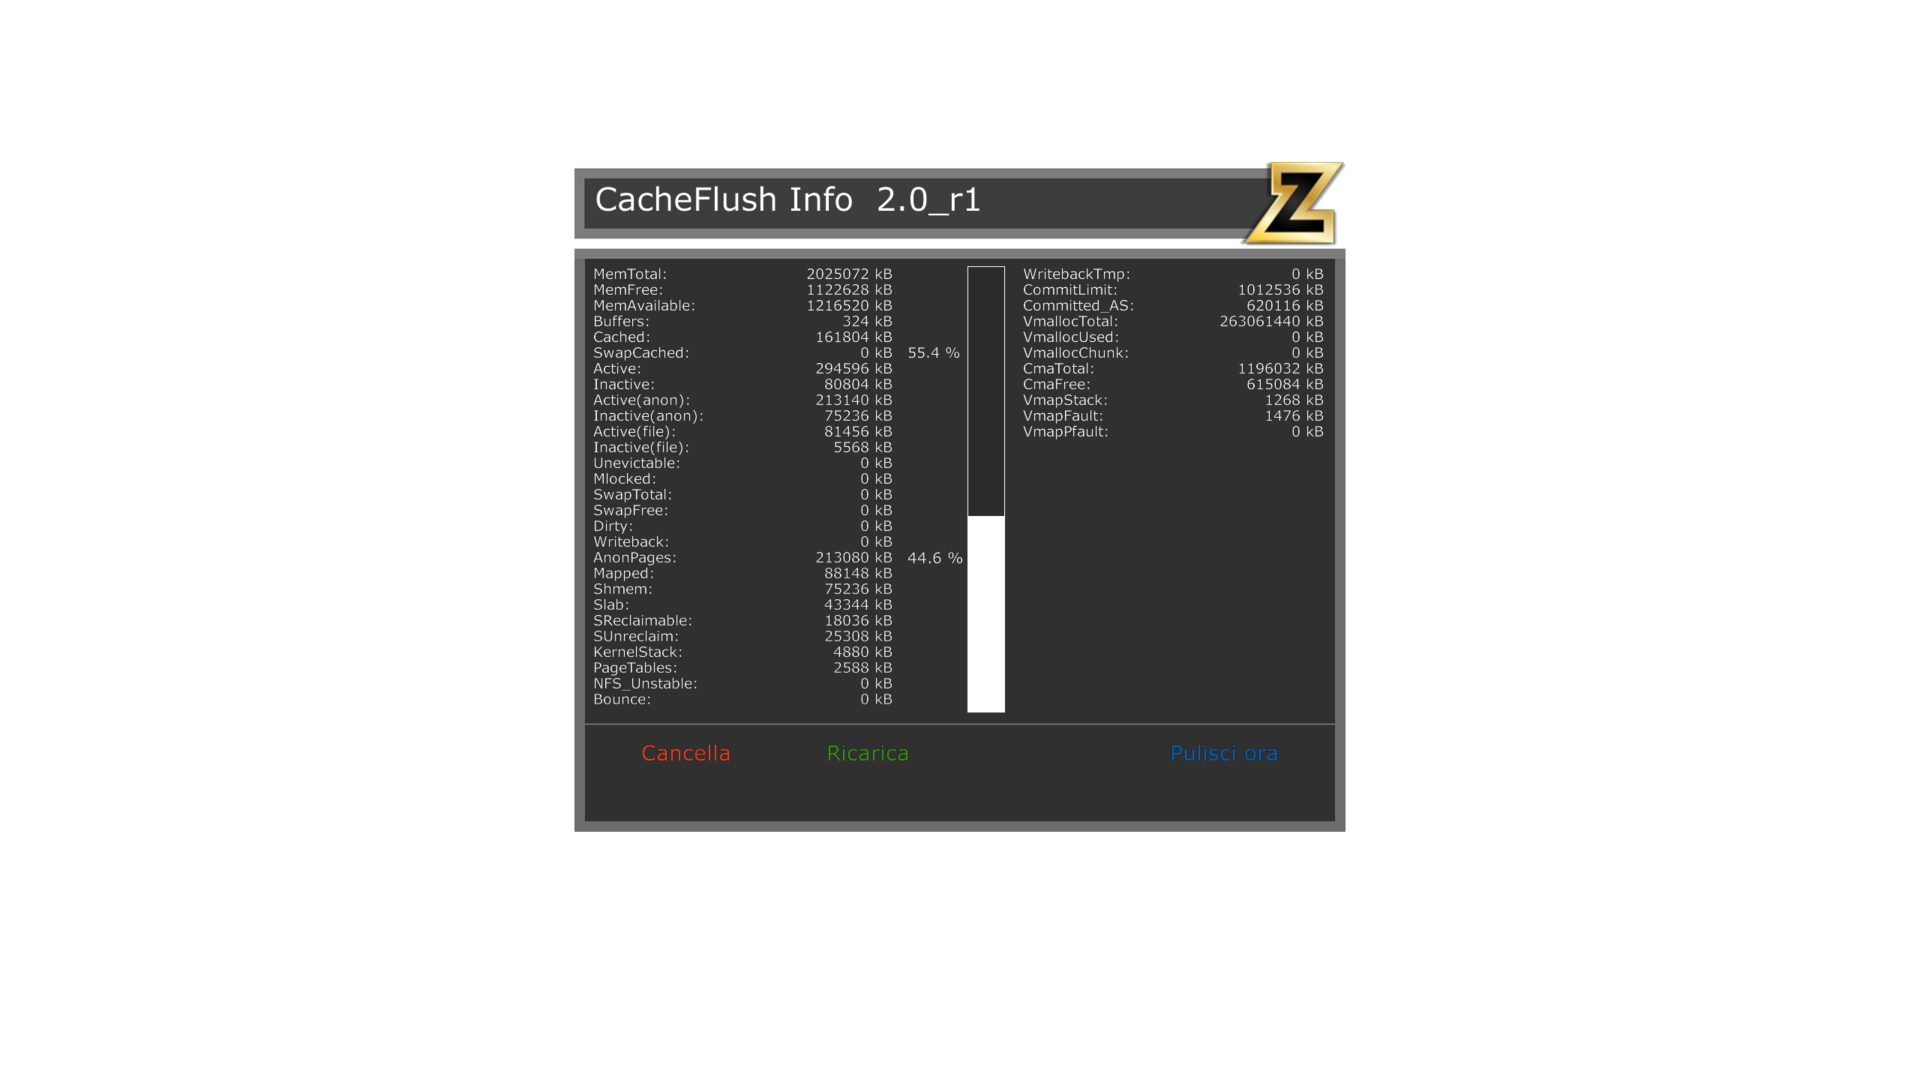 CacheFlush Info 2.0_r1
MemTotal: 2025072 kB
MemFree: 1122628 kB
MemAvailable: 1216520 kB
Buffers: 324 kB
Cached: 161804 kB
SwapCached: 0 kB 55.4 %
Active: 294596 kB
Inactive: 80804 kB
Active(anon): 213140 kB
Inactive(anon): 75236 kB
Active(file): 81456 kB
Inactive(file): 5568 kB
Unevictable: 0 kB
Mlocked: 0 kB
SwapTotal: 0 kB
SwapFree: 0 kB
Dirty: 0 kB
Writeback: 0 kB
AnonPages: 213080 kB 44.6 %
Mapped: 88148 kB
Shmem: 75236 kB
Slab: 43344 kB
SReclaimable: 18036 kB
SUnreclaim: 25308 kB
KernelStack: 4880 kB
PageTables: 2588 kB
NFS_Unstable: 0 kB
Bounce: 0 kB
WritebackTmp: 0 kB
CommitLimit: 1012536 kB
Committed_AS: 620116 kB
VmallocTotal: 263061440 kB
VmallocUsed: 0 kB
VmallocChunk: 0 kB
CmaTotal: 1196032 kB
CmaFree: 615084 kB
VmapStack: 1268 kB
VmapFault: 1476 kB
VmapPfault: 0 kB
Cancella Ricarica Pulisci ora
Z